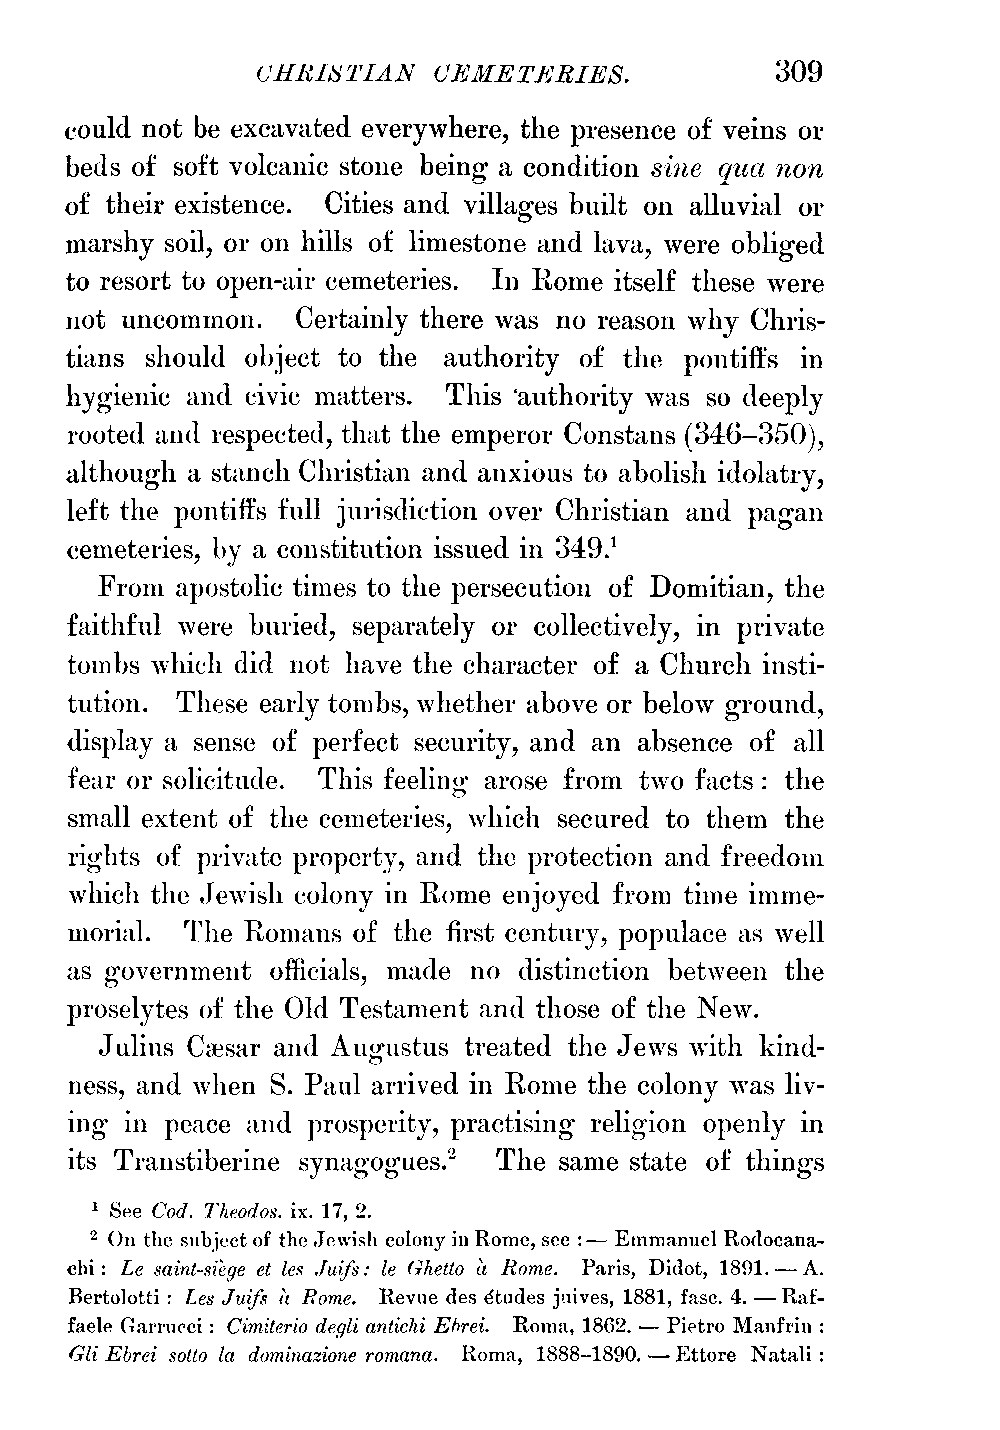 CHRISTIAN CEMETERIES. 309
could not be excavated everywhere, the presence of veins or
beds of soft volcanic stone being a condition sine qua non
of their existence. Cities and villages built on alluvial or
marshy soil, or on hills of limestone and lava, were obliged
to resort to open-air cemeteries. In Rome itself these were
not uncommon. Certainly there was no reason why Chris-
tians should object to the authority of the pontiffs in
hygienic and civic matters. This 'authority was so deeply
rooted and respected, that the emperor Constans (346–350),
although a stanch Christian and anxious to abolish idolatry,
left the pontiffs full jurisdiction over Christian and pagan
cemeteries, by a constitution issued in 349.¹
From apostolic times to the persecution of Domitian, the
faithful were buried, separately or collectively, in private
tombs which did not have the character of a Church insti-
tution. These early tombs, whether above or below ground,
display a sense of perfect security, and an absence of all
fear or solicitude. This feeling arose from two facts: the
small extent of the cemeteries, which secured to them the
rights of private property, and the protection and freedom
which the Jewish colony in Rome enjoyed from time imme-
morial. The Romans of the first century, populace as well
as government officials, made no distinction between the
proselytes of the Old Testament and those of the New.
Julius Cæsar and Augustus treated the Jews with kind-
ness, and when S. Paul arrived in Rome the colony was liv-
ing in peace and prosperity, practising religion openly in
its Transtiberine synagogues.² The same state of things
¹ See Cod. Theodos. ix. 17, 2.
² On the subject of the Jewish colony in Rome, see :— Emmanuel Rodocana-
chi : Le saint-siège et les Juifs: le Ghetto à Rome. Paris, Didot, 1891. — A.
Bertolotti : Les Juifs à Rome. Revue des études juives, 1881, fasc. 4. — Raf-
faele Garrucci : Cimiterio degli antichi Ebrei. Roma, 1862. — Pietro Manfrin :
Gli Ebrei sotto la dominazione romana. Roma, 1888–1890. — Ettore Natali :